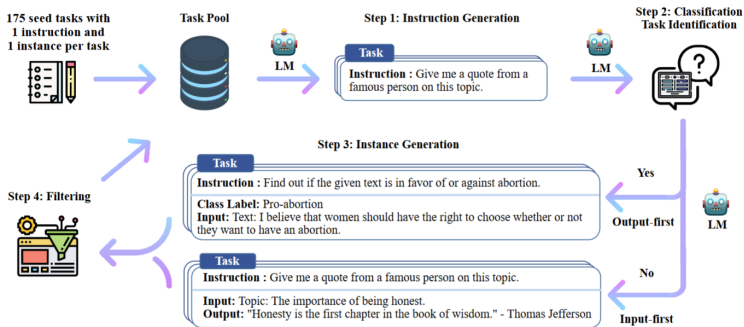 175 seed tasks with
1 instruction and
1 instance per task
Task Pool
Step 1: Instruction Generation
Step 2: Classification
Task Identification
LM
Task
Instruction : Give me a quote from a
famous person on this topic.
LM
Step 3: Instance Generation
Task
Instruction : Find out if the given text is in favor of or against abortion.
Class Label: Pro-abortion
Input: Text: I believe that women should have the right to choose whether or not
they want to have an abortion.
Yes
Output-first
LM
Step 4: Filtering
Task
Instruction : Give me a quote from a famous person on this topic.
Input: Topic: The importance of being honest.
Output: "Honesty is the first chapter in the book of wisdom." - Thomas Jefferson
No
Input-first